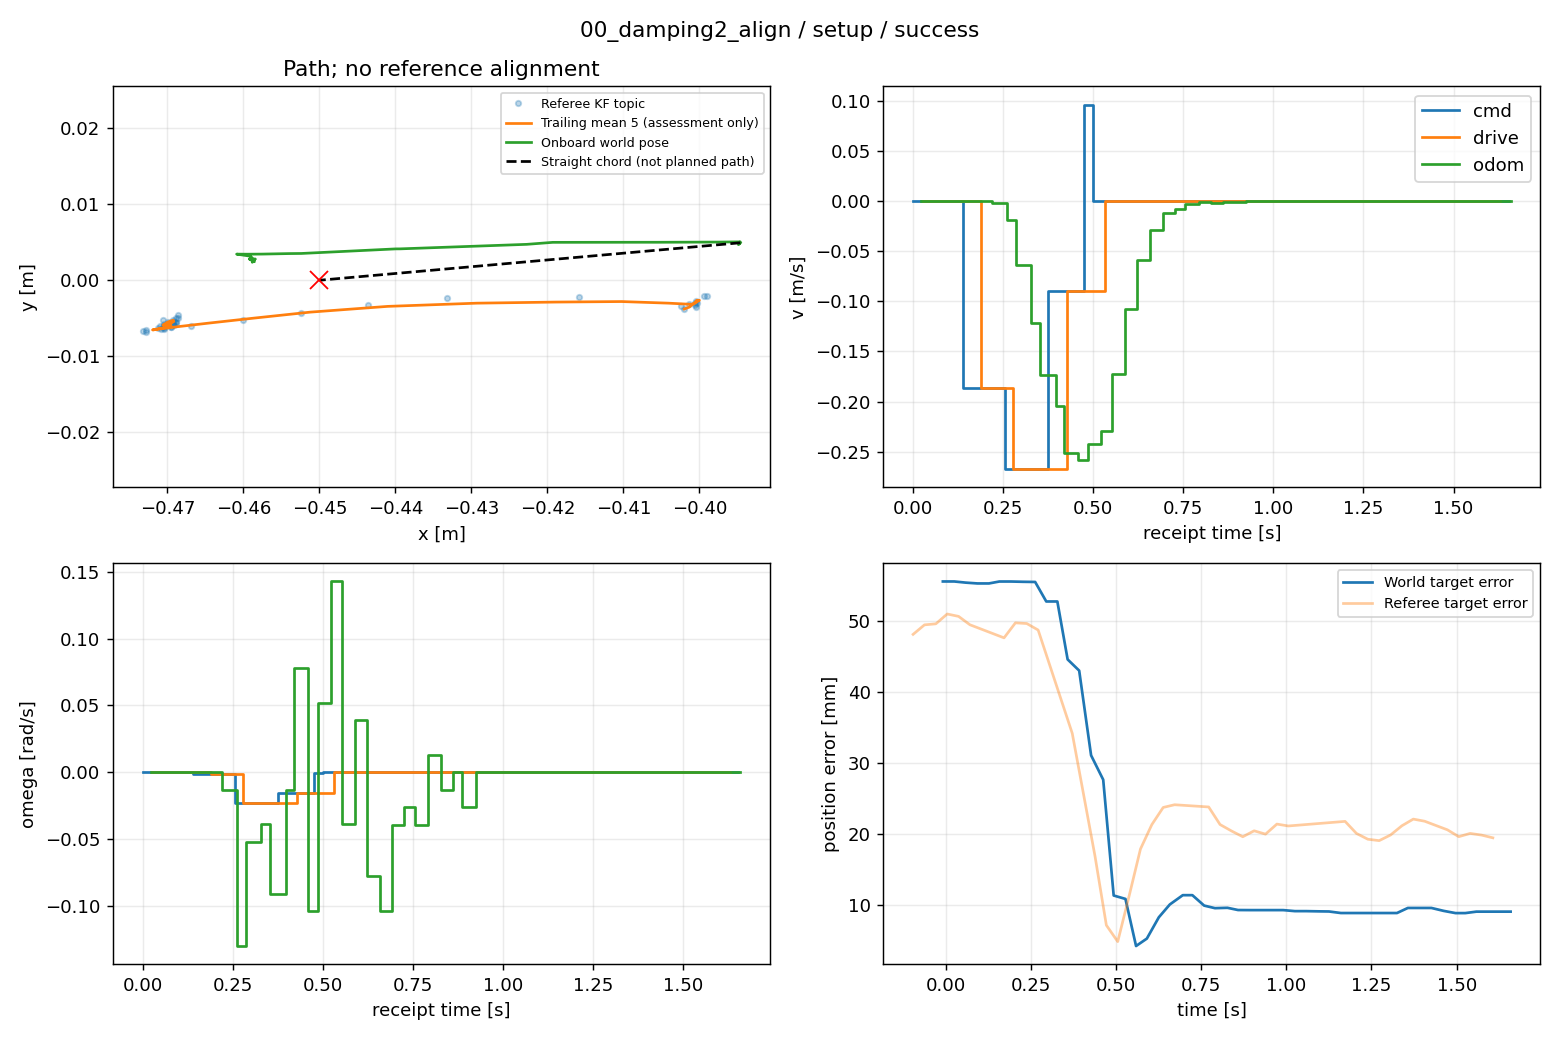 00_damping2_align / setup / success
Path; no reference alignment
Referee KF topic
Trailing mean 5 (assessment only)
Onboard world pose
Straight chord (not planned path)
0.02
0.01
0.00
−0.01
−0.02
y [m]
−0.47 −0.46 −0.45 −0.44 −0.43 −0.42 −0.41 −0.40
x [m]
cmd
drive
odom
0.10
0.05
0.00
−0.05
−0.10
−0.15
−0.20
−0.25
v [m/s]
0.00 0.25 0.50 0.75 1.00 1.25 1.50
receipt time [s]
0.15
0.10
0.05
0.00
−0.05
−0.10
omega [rad/s]
0.00 0.25 0.50 0.75 1.00 1.25 1.50
receipt time [s]
World target error
Referee target error
50
40
30
20
10
position error [mm]
0.00 0.25 0.50 0.75 1.00 1.25 1.50
time [s]